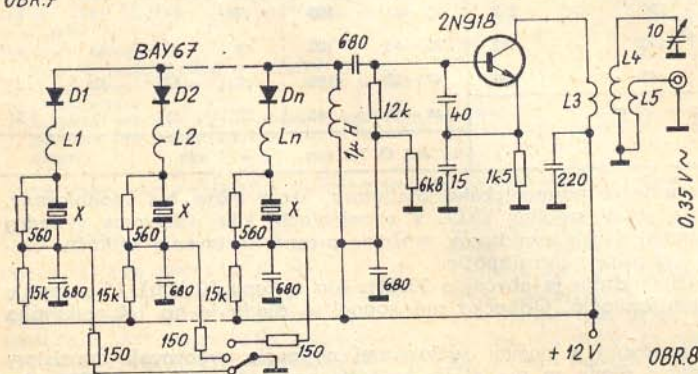 OBR.7
BAY67
680
2N918
10
D1
D2
Dn
L1
L2
Ln
1µH
12k
40
L3
L4
L5
6k8
15
1k5
220
0,35 V~
X
X
X
560
560
560
15k
680
15k
680
15k
680
680
150
150
150
+12V
OBR.8